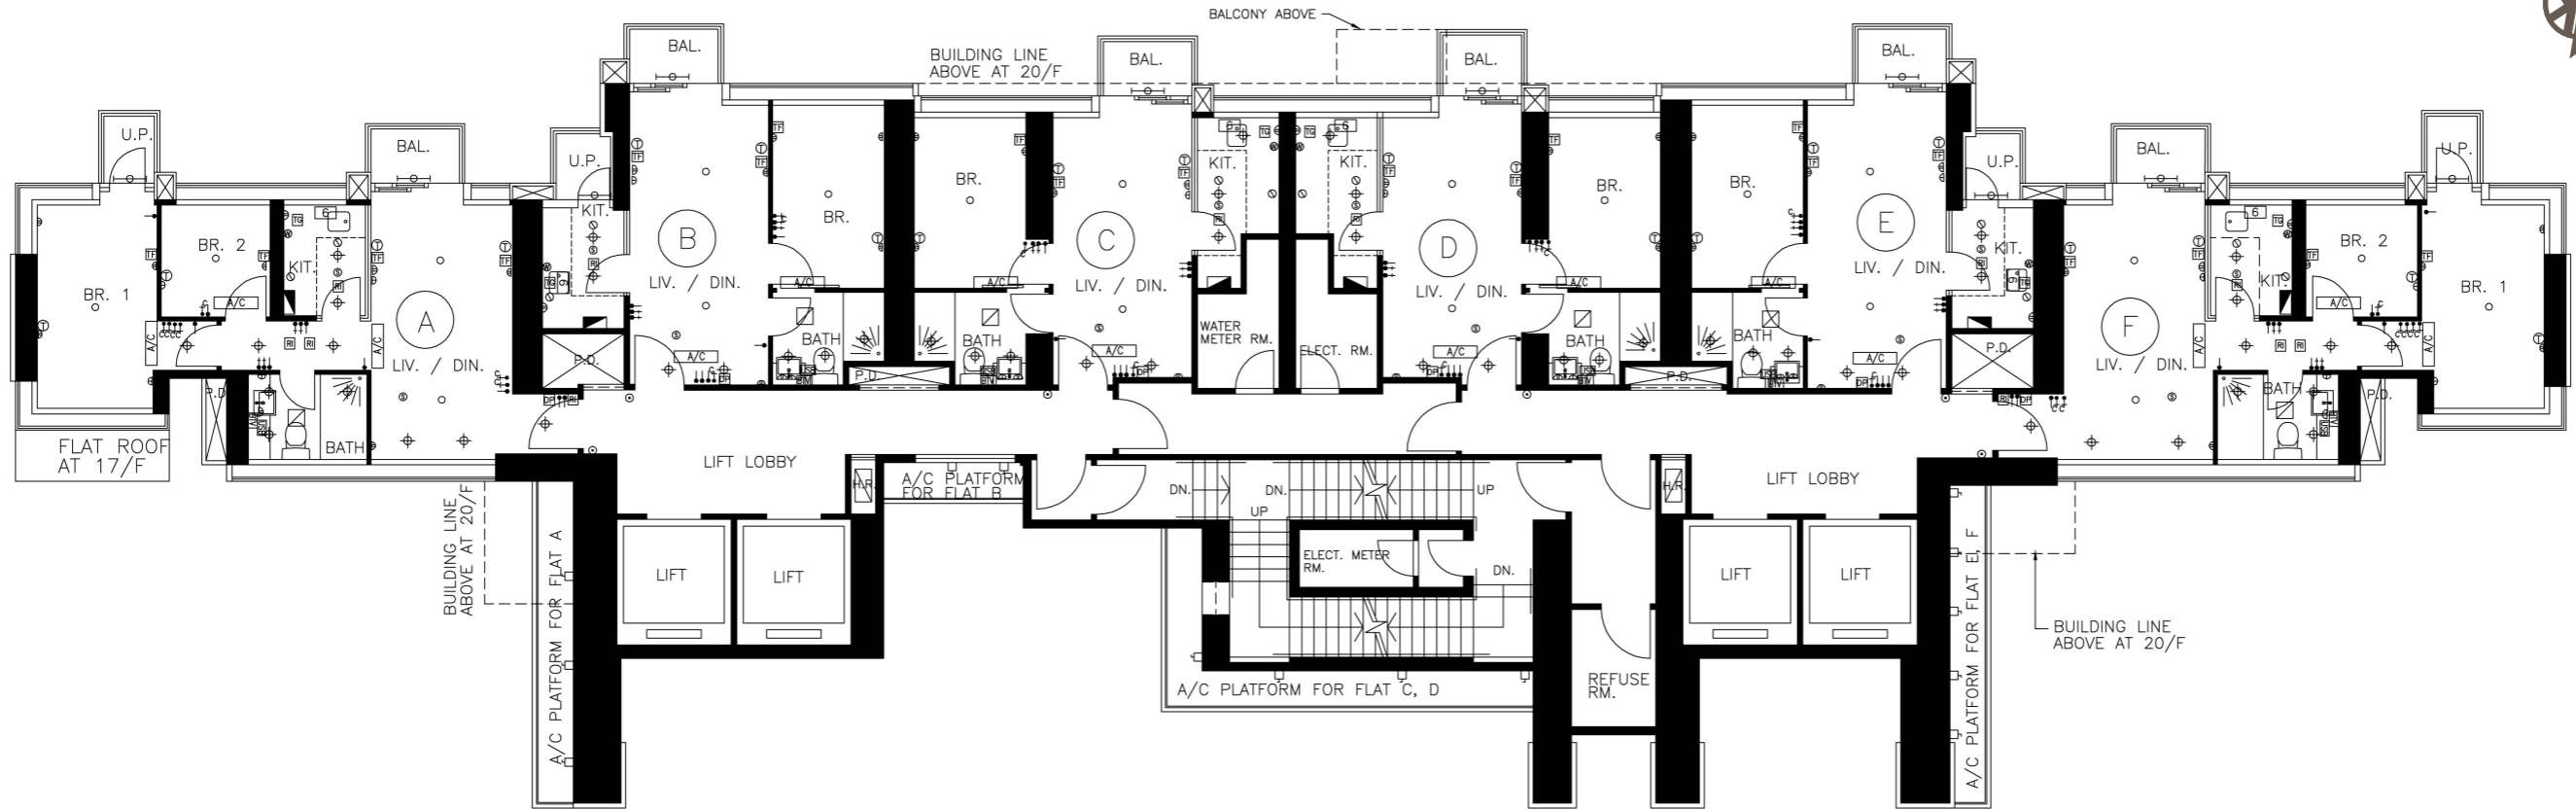 BALCONY ABOVE
BUILDING LINE
ABOVE AT 20/F
BAL.
BAL.
BAL.
BAL.
U.P.
BAL.
U.P.
U.P.
BAL.
U.P.
BR. 1
BR. 2
KIT.
A
LIV. / DIN.
KIT.
B
LIV. / DIN.
BR.
BR.
C
LIV. / DIN.
KIT.
KIT.
D
LIV. / DIN.
BR.
BR.
E
LIV. / DIN.
KIT.
F
LIV. / DIN.
KIT.
BR. 2
BR. 1
A/C
A/C
A/C
A/C
A/C
A/C
A/C
A/C
A/C
A/C
A/C
A/C
A/C
A/C
P.D.
BATH
P.D.
BATH
WATER
METER RM.
ELECT. RM.
BATH
P.D.
BATH
P.D.
P.D.
BATH
BATH
P.D.
FLAT ROOF
AT 17/F
LIFT LOBBY
H.R.
A/C PLATFORM
FOR FLAT B
DN.
DN.
UP
UP
H.R.
LIFT LOBBY
BUILDING LINE
ABOVE AT 20/F
A/C PLATFORM FOR FLAT A
LIFT
LIFT
ELECT. METER
RM.
DN.
LIFT
LIFT
A/C PLATFORM FOR FLAT E, F
BUILDING LINE
ABOVE AT 20/F
A/C PLATFORM FOR FLAT C, D
REFUSE
RM.